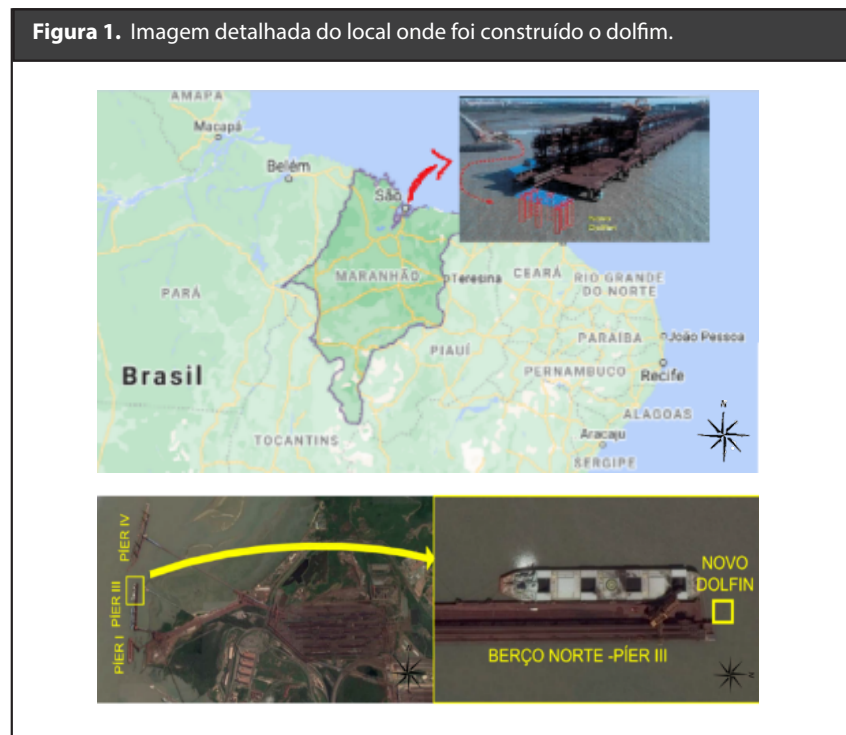 Figura 1. Imagem detalhada do local onde foi construído o dolfim.
AMAPA
Macapá
Belém
São
MARANHÃO
Teresina
CEARÁ
RIO GRANDE
DO NORTE
PARÁ
PARAÍBA
João Pessoa
PIAUÍ
Brasil
PERNAMBUCO
Recife
ALAGOAS
TOCANTINS
Aracaju
SERGIPE
N
PÍER IV
PÍER III
PÍER I
NOVO
DOLFIN
BERÇO NORTE -PÍER III